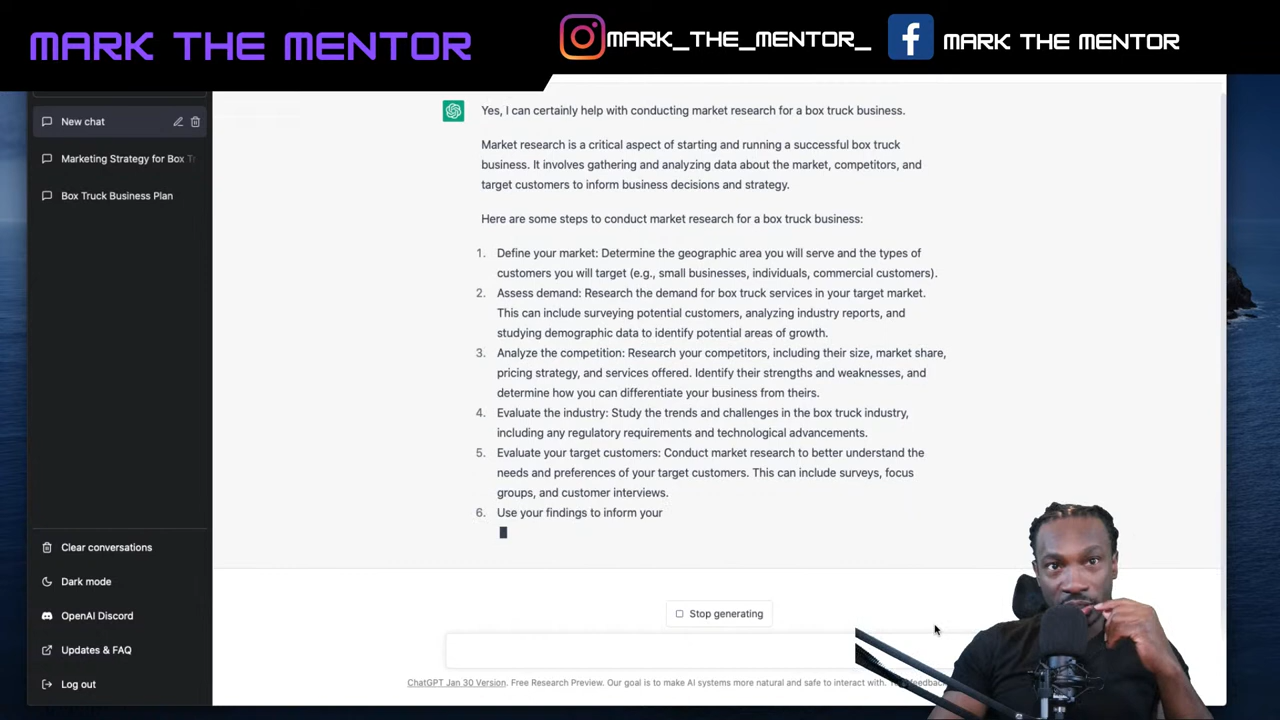 MARK THE MENTOR
MARK_THE_MENTOR_
MARK THE MENTOR
New chat
Marketing Strategy for Box Tr
Box Truck Business Plan
Clear conversations
Dark mode
OpenAI Discord
Updates & FAQ
Log out
Yes, I can certainly help with conducting market research for a box truck business.
Market research is a critical aspect of starting and running a successful box truck
business. It involves gathering and analyzing data about the market, competitors, and
target customers to inform business decisions and strategy.
Here are some steps to conduct market research for a box truck business:
1. Define your market: Determine the geographic area you will serve and the types of
customers you will target (e.g., small businesses, individuals, commercial customers).
2. Assess demand: Research the demand for box truck services in your target market.
This can include surveying potential customers, analyzing industry reports, and
studying demographic data to identify potential areas of growth.
3. Analyze the competition: Research your competitors, including their size, market share,
pricing strategy, and services offered. Identify their strengths and weaknesses, and
determine how you can differentiate your business from theirs.
4. Evaluate the industry: Study the trends and challenges in the box truck industry,
including any regulatory requirements and technological advancements.
5. Evaluate your target customers: Conduct market research to better understand the
needs and preferences of your target customers. This can include surveys, focus
groups, and customer interviews.
6. Use your findings to inform your
Stop generating
ChatGPT Jan 30 Version. Free Research Preview. Our goal is to make AI systems more natural and safe to interact with.